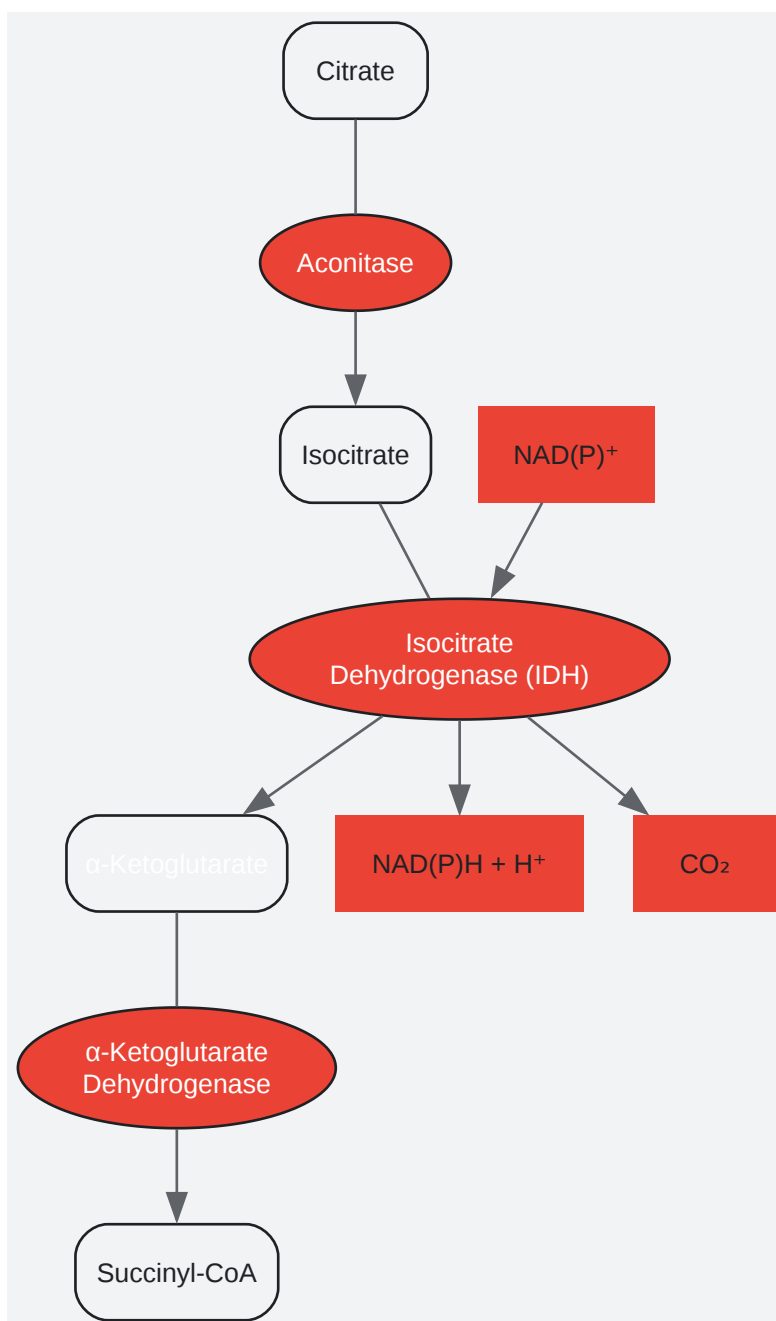 Citrate
Aconitase
Isocitrate
NAD(P)⁺
Isocitrate
Dehydrogenase (IDH)
α-Ketoglutarate
NAD(P)H + H⁺
CO₂
α-Ketoglutarate
Dehydrogenase
Succinyl-CoA